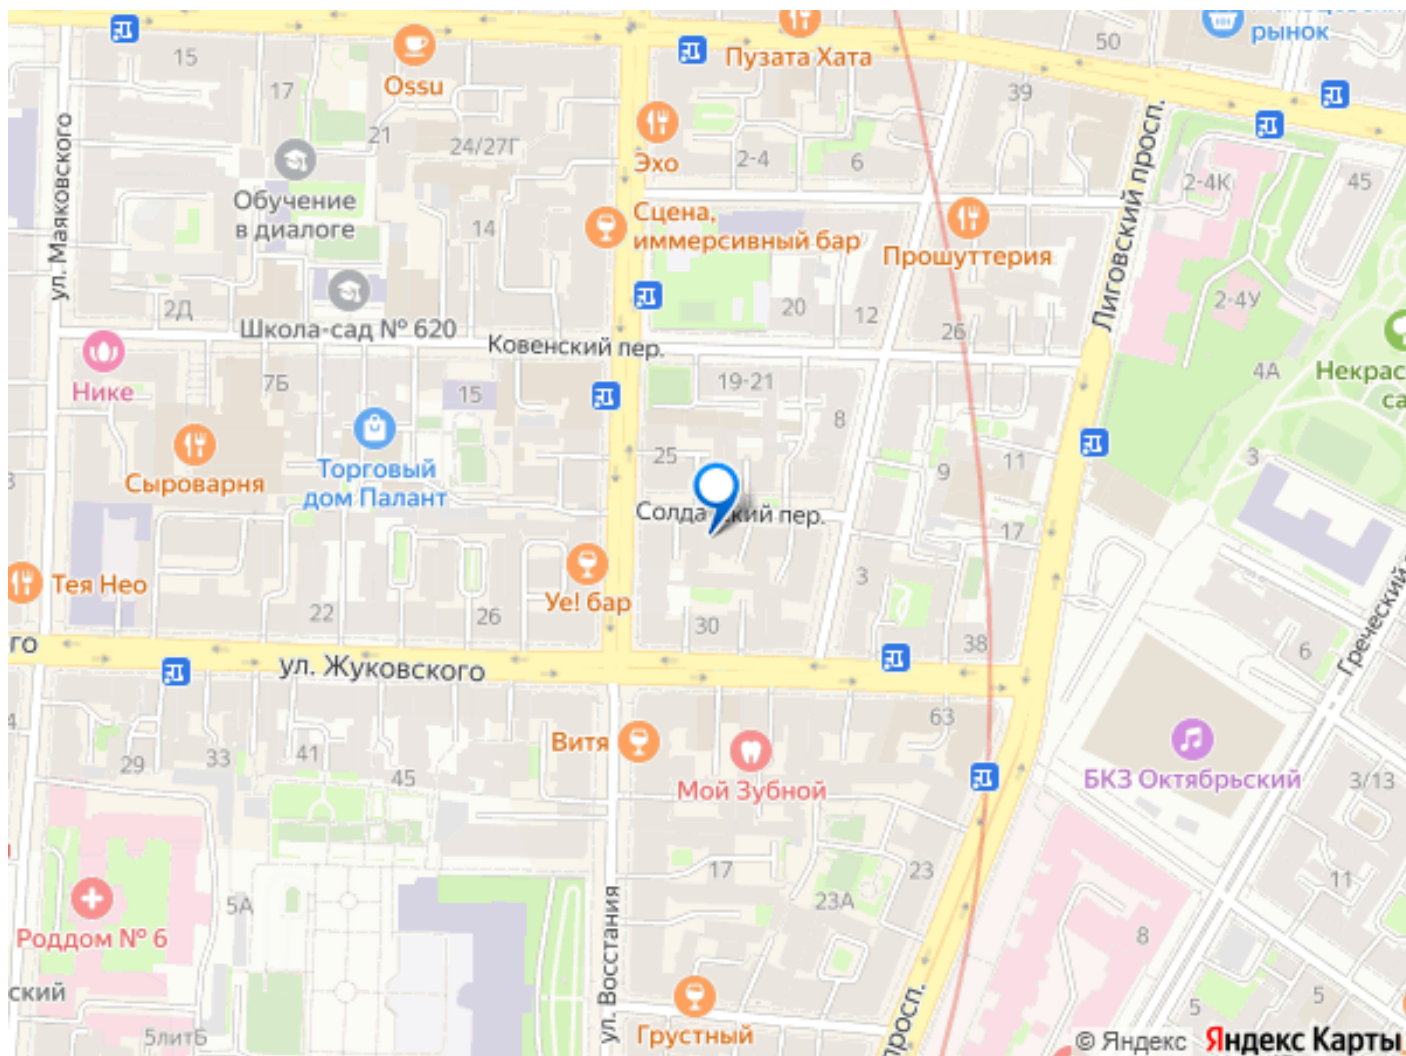 рынок
50
15
Пузата Хата
Ossu
17
39
21
24/27Г
Эхо
2-4
6
2-4К
45
Лиговский просп.
ул. Маяковского
Обучение
в диалоге
14
Сцена,
иммерсивный бар
Прошуттерия
2-4У
2Д
20
12
26
Школа-сад № 620
Ковенский пер.
Нике
7Б
15
19-21
8
4А
Некрас
са
Сыроварня
Торговый
дом Палант
25
9
11
3
3
Солда
кий пер.
17
Тея Нео
Уе! бар
22
26
30
3
38
6
Греческий
го
ул. Жуковского
63
4
29
33
41
45
Витя
Мой Зубной
БКЗ Октябрьский
3/13
17
23
23А
11
5А
Роддом № 6
ул. Восстания
8
ский
5литБ
Грустный
просп.
5
5
© Яндекс
Яндекс Карты